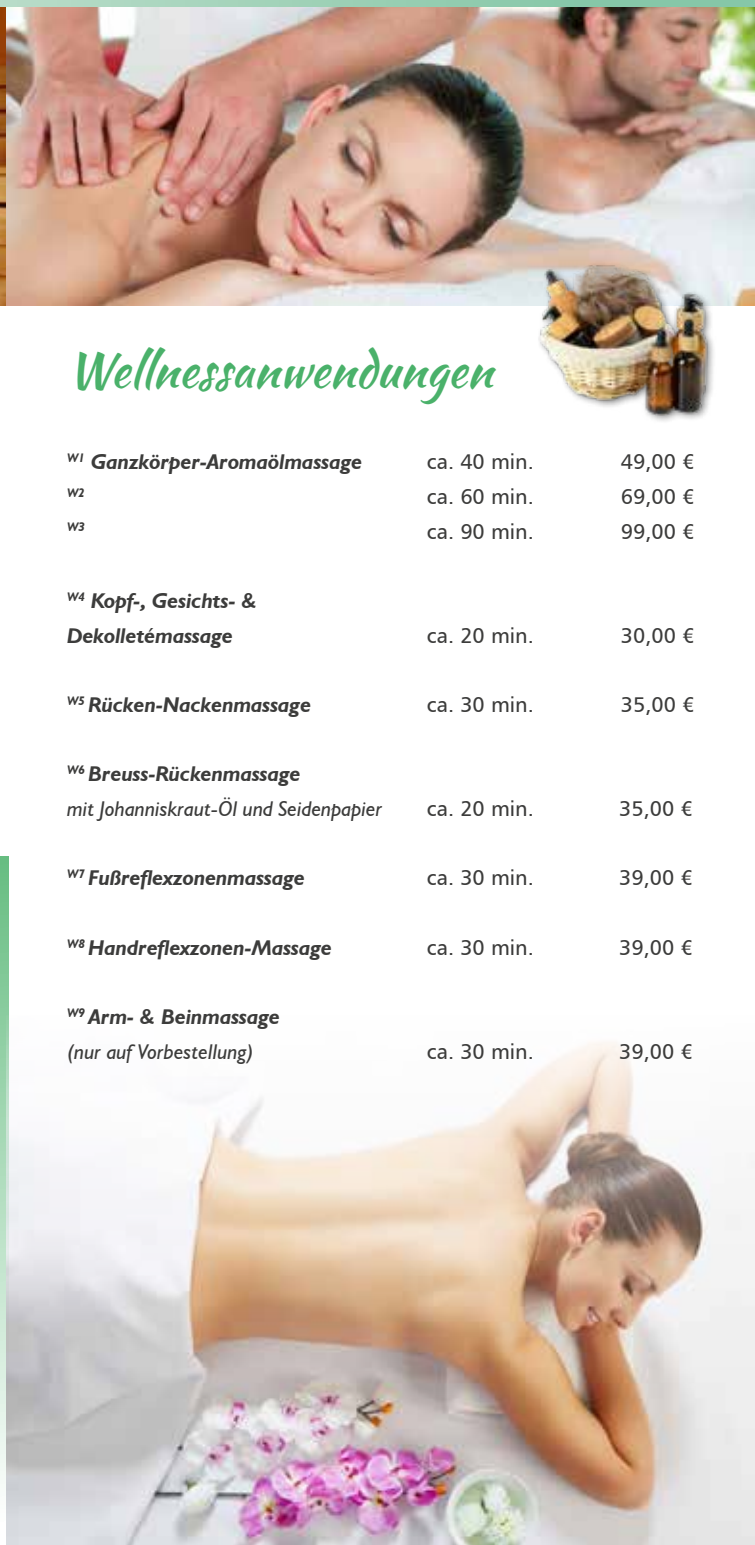 Wellnessanwendungen
W1 Ganzkörper-Aromaölmassage ca. 40 min. 49,00 €
W2 ca. 60 min. 69,00 €
W3 ca. 90 min. 99,00 €
W4 Kopf-, Gesichts- &
Dekolletémassage ca. 20 min. 30,00 €
W5 Rücken-Nackenmassage ca. 30 min. 35,00 €
W6 Breuss-Rückenmassage
mit Johanniskraut-Öl und Seidenpapier ca. 20 min. 35,00 €
W7 Fußreflexzonenmassage ca. 30 min. 39,00 €
W8 Handreflexzonen-Massage ca. 30 min. 39,00 €
W9 Arm- & Beinmassage
(nur auf Vorbestellung) ca. 30 min. 39,00 €